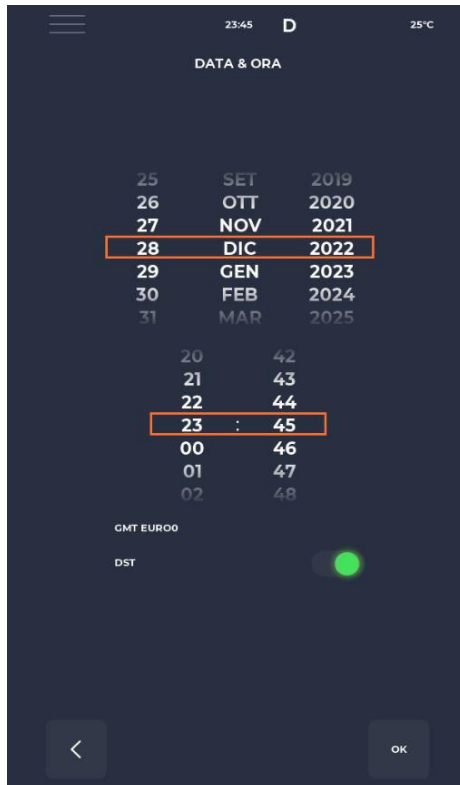 23:45 D 25°C
DATA & ORA
25 SET 2019
26 OTT 2020
27 NOV 2021
28 DIC 2022
29 GEN 2023
30 FEB 2024
31 MAR 2025
20 42
21 43
22 44
23 : 45
00 46
01 47
02 48
GMT EURO0
DST
OK